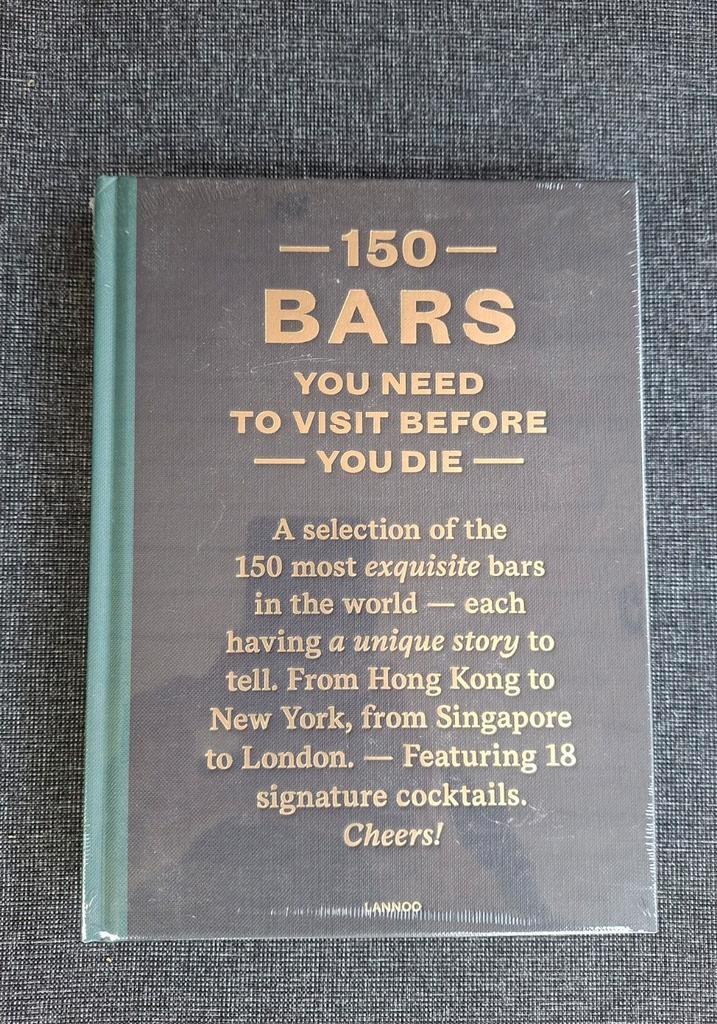 — 150 —
BARS
YOU NEED
TO VISIT BEFORE
— YOU DIE —
A selection of the
150 most exquisite bars
in the world — each
having a unique story to
tell. From Hong Kong to
New York, from Singapore
to London. — Featuring 18
signature cocktails.
Cheers!
LANNOO